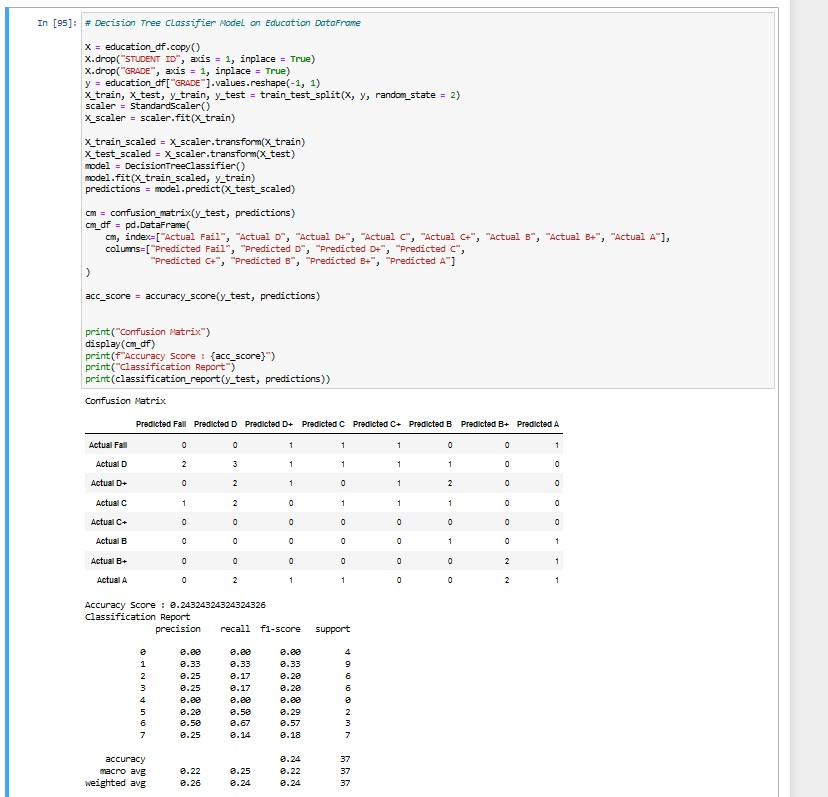 In [95]: # Decision Tree Classifier Model on Education DataFrame
X = education_df.copy()
X.drop("STUDENT ID", axis = 1, inplace = True)
X.drop("GRADE", axis = 1, inplace = True)
y = education_df["GRADE"].values.reshape(-1, 1)
X_train, X_test, y_train, y_test = train_test_split(X, y, random_state = 2)
scaler = StandardScaler()
X_scaler = scaler.fit(X_train)
X_train_scaled = X_scaler.transform(X_train)
X_test_scaled = X_scaler.transform(X_test)
model = DecisionTreeClassifier()
model.fit(X_train_scaled, y_train)
predictions = model.predict(X_test_scaled)
cm = confusion_matrix(y_test, predictions)
cm_df = pd.DataFrame(
cm, index=["Actual Fail", "Actual D", "Actual D+", "Actual C", "Actual C+", "Actual B", "Actual B+", "Actual A"],
columns=["Predicted Fail", "Predicted D", "Predicted D+", "Predicted C",
"Predicted C+", "Predicted B", "Predicted B+", "Predicted A"]
)
acc_score = accuracy_score(y_test, predictions)
print("Confusion Matrix")
display(cm_df)
print(f"Accuracy Score : {acc_score}")
print("Classification Report")
print(classification_report(y_test, predictions))
Confusion Matrix
Predicted Fail Predicted D Predicted D+ Predicted C Predicted C+ Predicted B Predicted B+ Predicted A
Actual Fail 0 0 1 1 1 0 0 1
Actual D 2 3 1 1 1 1 0 0
Actual D+ 0 2 1 0 1 2 0 0
Actual C 1 2 0 1 1 1 0 0
Actual C+ 0 0 0 0 0 0 0 0
Actual B 0 0 0 0 0 1 0 1
Actual B+ 0 0 0 0 0 0 2 1
Actual A 0 2 1 1 0 0 2 1
Accuracy Score : 0.24324324324324326
Classification Report
precision recall f1-score support
0 0.00 0.00 0.00 4
1 0.33 0.33 0.33 9
2 0.25 0.17 0.20 6
3 0.25 0.17 0.20 6
4 0.00 0.00 0.00 0
5 0.20 0.50 0.29 2
6 0.50 0.67 0.57 3
7 0.25 0.14 0.18 7
accuracy 0.24 37
macro avg 0.22 0.25 0.22 37
weighted avg 0.26 0.24 0.24 37